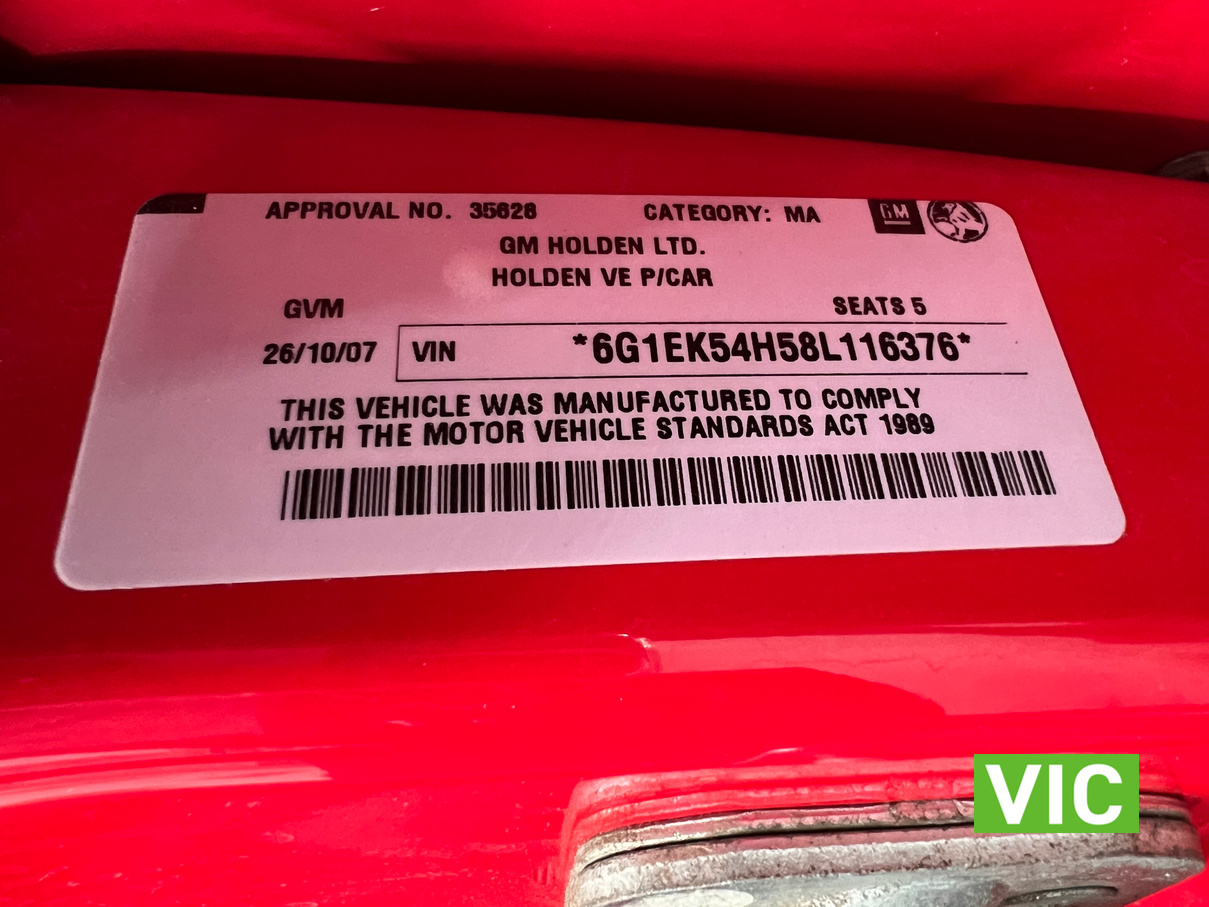 APPROVAL NO. 35628 CATEGORY: MA GM
GM HOLDEN LTD.
HOLDEN VE P/CAR
GVM SEATS 5
26/10/07 VIN *6G1EK54H58L116376*
THIS VEHICLE WAS MANUFACTURED TO COMPLY
WITH THE MOTOR VEHICLE STANDARDS ACT 1989
VIC